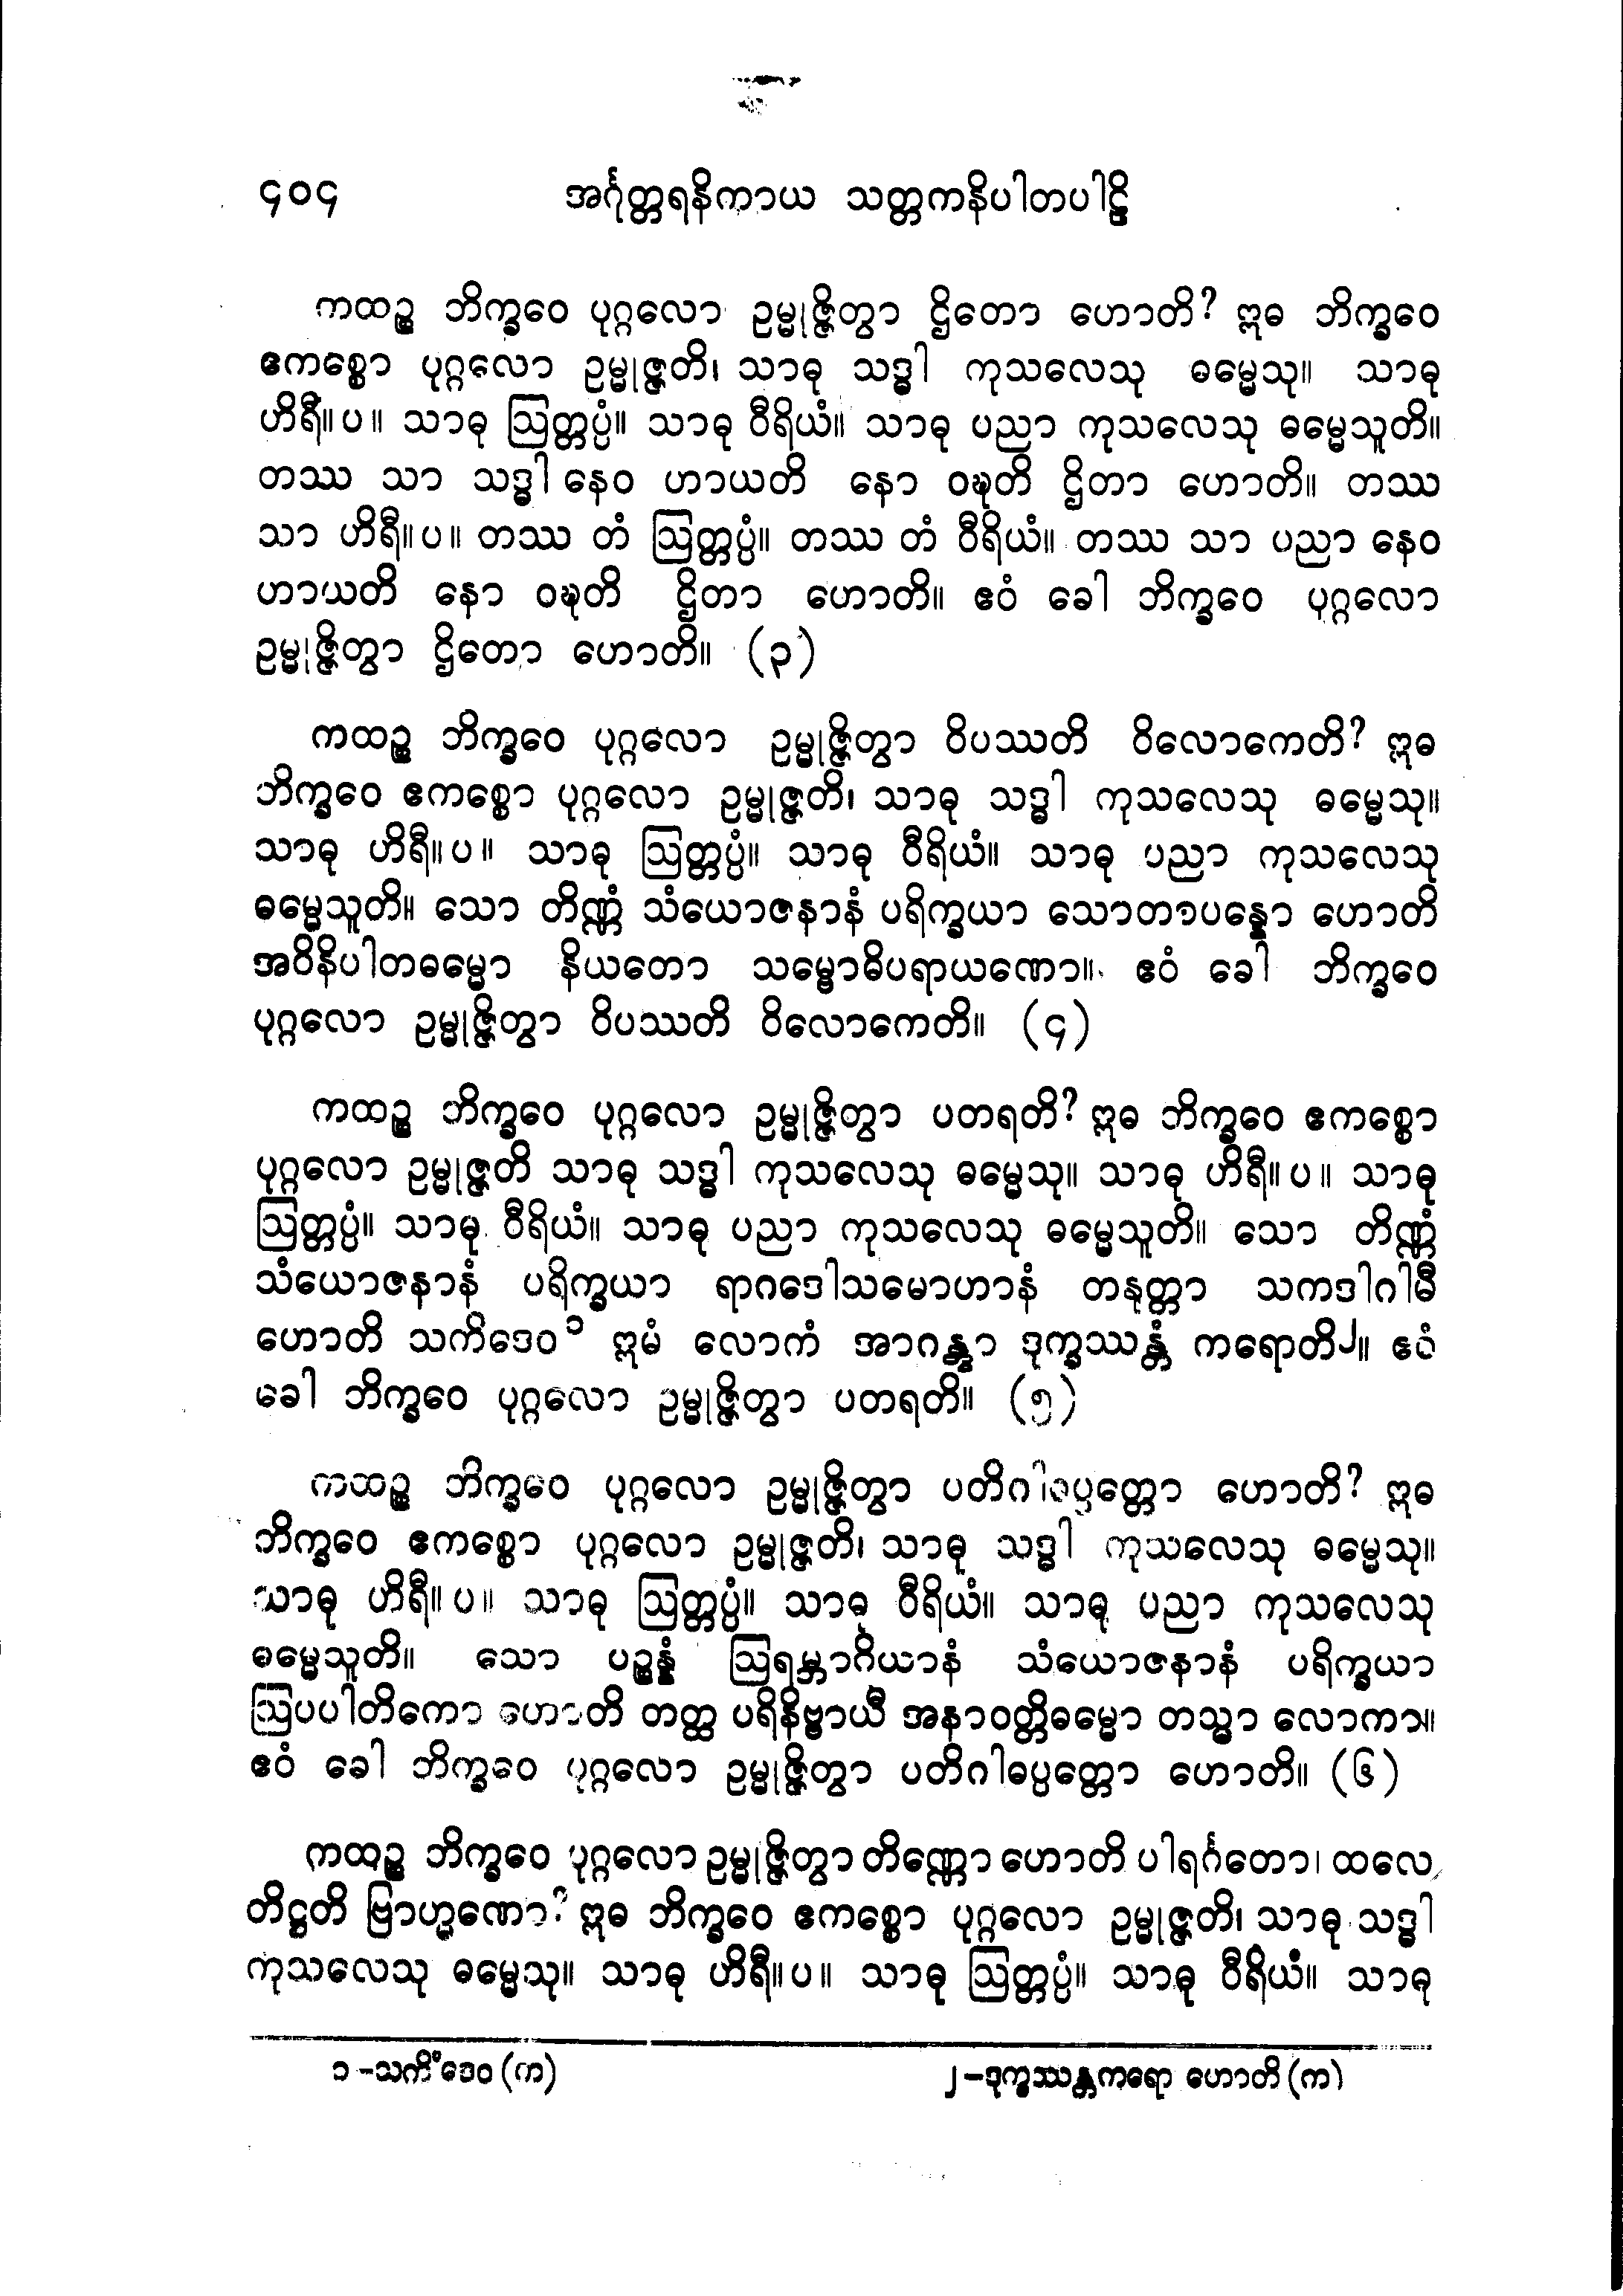 ၄၀၄ အင်္ဂုတ္တရနိကာယ သတ္တကနိပါတပါဠိ
ကထဉ္စ ဘိက္ခဝေ ပုဂ္ဂလော ဥမ္မုဇ္ဇိတွာ ဌိတော ဟောတိ? ဣဓ ဘိက္ခဝေ
ဧကစ္စော ပုဂ္ဂလော ဥမ္မုဇ္ဇတိ၊ သာဓု သဒ္ဓါ ကုသလေသု ဓမ္မေသု။ သာဓု
ဟိရီ။ပ။ သာဓု ဩတ္တပ္ပံ။ သာဓု ဝီရိယံ။ သာဓု ပညာ ကုသလေသု ဓမ္မေသူတိ။
တဿ သာ သဒ္ဓါ နေဝ ဟာယတိ နော ဝဍ္ဎတိ ဌိတာ ဟောတိ။ တဿ
သာ ဟိရီ။ပ။ တဿ တံ ဩတ္တပ္ပံ။ တဿ တံ ဝီရိယံ။ တဿ သာ ပညာ နေဝ
ဟာယတိ နော ဝဍ္ဎတိ ဌိတာ ဟောတိ။ ဧဝံ ခေါ ဘိက္ခဝေ ပုဂ္ဂလော
ဥမ္မုဇ္ဇိတွာ ဌိတော ဟောတိ။ (၃)
ကထဉ္စ ဘိက္ခဝေ ပုဂ္ဂလော ဥမ္မုဇ္ဇိတွာ ဝိပဿတိ ဝိလောကေတိ? ဣဓ
ဘိက္ခဝေ ဧကစ္စော ပုဂ္ဂလော ဥမ္မုဇ္ဇတိ၊ သာဓု သဒ္ဓါ ကုသလေသု ဓမ္မေသု။
သာဓု ဟိရီ။ပ။ သာဓု ဩတ္တပ္ပံ။ သာဓု ဝီရိယံ။ သာဓု ပညာ ကုသလေသု
ဓမ္မေသူတိ။ သော တိဏ္ဏံ သံယောဇနာနံ ပရိက္ခယာ သောတာပန္နော ဟောတိ
အဝိနိပါတဓမ္မော နိယတော သမ္ဗောဓိပရာယဏော။ ဧဝံ ခေါ ဘိက္ခဝေ
ပုဂ္ဂလော ဥမ္မုဇ္ဇိတွာ ဝိပဿတိ ဝိလောကေတိ။ (၄)
ကထဉ္စ ဘိက္ခဝေ ပုဂ္ဂလော ဥမ္မုဇ္ဇိတွာ ပတရတိ? ဣဓ ဘိက္ခဝေ ဧကစ္စော
ပုဂ္ဂလော ဥမ္မုဇ္ဇတိ သာဓု သဒ္ဓါ ကုသလေသု ဓမ္မေသု။ သာဓု ဟိရီ။ပ။ သာဓု
ဩတ္တပ္ပံ။ သာဓု ဝီရိယံ။ သာဓု ပညာ ကုသလေသု ဓမ္မေသူတိ။ သော တိဏ္ဏံ
သံယောဇနာနံ ပရိက္ခယာ ရာဂဒေါသမောဟာနံ တနုတ္တာ သကဒါဂါမီ
ဟောတိ သကိဒေဝ ၁ ဣမံ လောကံ အာဂန္တွာ ဒုက္ခဿန္တံ ကရောတိ ၂။ ဧဝံ
ခေါ ဘိက္ခဝေ ပုဂ္ဂလော ဥမ္မုဇ္ဇိတွာ ပတရတိ။ (၅)
ကထဉ္စ ဘိက္ခဝေ ပုဂ္ဂလော ဥမ္မုဇ္ဇိတွာ ပတိဂါဓပ္ပတ္တော ဟောတိ? ဣဓ
ဘိက္ခဝေ ဧကစ္စော ပုဂ္ဂလော ဥမ္မုဇ္ဇတိ၊ သာဓု သဒ္ဓါ ကုသလေသု ဓမ္မေသု။
သာဓု ဟိရီ။ပ။ သာဓု ဩတ္တပ္ပံ။ သာဓု ဝီရိယံ။ သာဓု ပညာ ကုသလေသု
ဓမ္မေသူတိ။ သော ပဉ္စန္နံ ဩရမ္ဘာဂိယာနံ သံယောဇနာနံ ပရိက္ခယာ
ဩပပါတိကော ဟောတိ တတ္ထ ပရိနိဗ္ဗာယီ အနာဝတ္တိဓမ္မော တသ္မာ လောကာ။
ဧဝံ ခေါ ဘိက္ခဝေ ပုဂ္ဂလော ဥမ္မုဇ္ဇိတွာ ပတိဂါဓပ္ပတ္တော ဟောတိ။ (၆)
ကထဉ္စ ဘိက္ခဝေ ပုဂ္ဂလော ဥမ္မုဇ္ဇိတွာ တိဏ္ဏော ဟောတိ ပါရင်္ဂတော၊ ထလေ
တိဋ္ဌတိ ဗြာဟ္မဏော? ဣဓ ဘိက္ခဝေ ဧကစ္စော ပုဂ္ဂလော ဥမ္မုဇ္ဇတိ၊ သာဓု သဒ္ဓါ
ကုသလေသု ဓမ္မေသု။ သာဓု ဟိရီ။ပ။ သာဓု ဩတ္တပ္ပံ။ သာဓု ဝီရိယံ။ သာဓု
၁-သကိံဒေဝ (က) ၂-ဒုက္ခဿန္တကရော ဟောတိ (က)